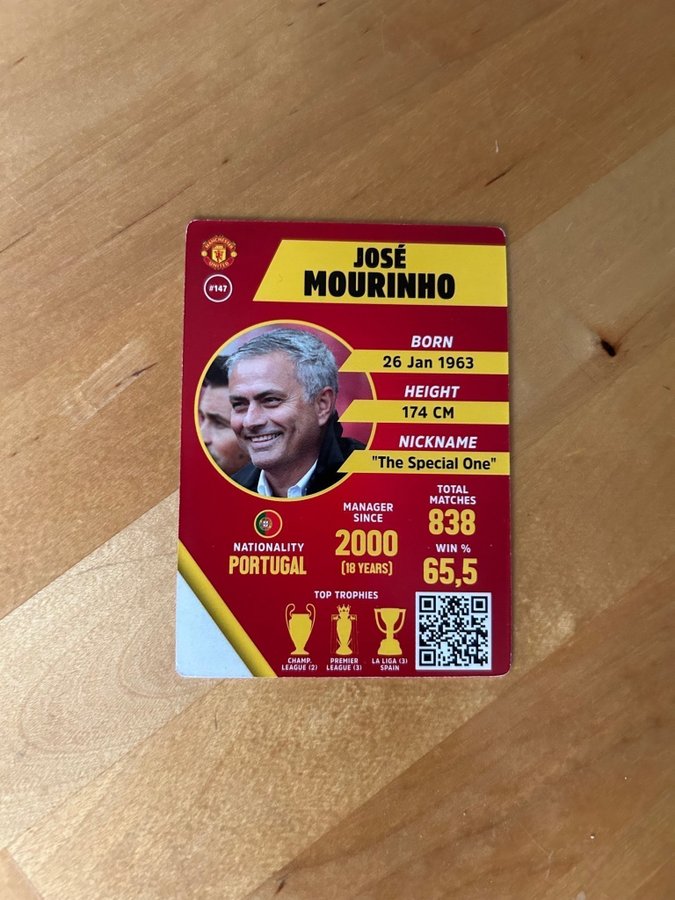 MANCHESTER
UNITED
#147
JOSÉ
MOURINHO
BORN
26 Jan 1963
HEIGHT
174 CM
NICKNAME
"The Special One"
NATIONALITY
PORTUGAL
MANAGER
SINCE
2000
(18 YEARS)
TOTAL
MATCHES
838
WIN %
65,5
TOP TROPHIES
CHAMP.
LEAGUE (2)
PREMIER
LEAGUE (3)
LA LIGA (3)
SPAIN